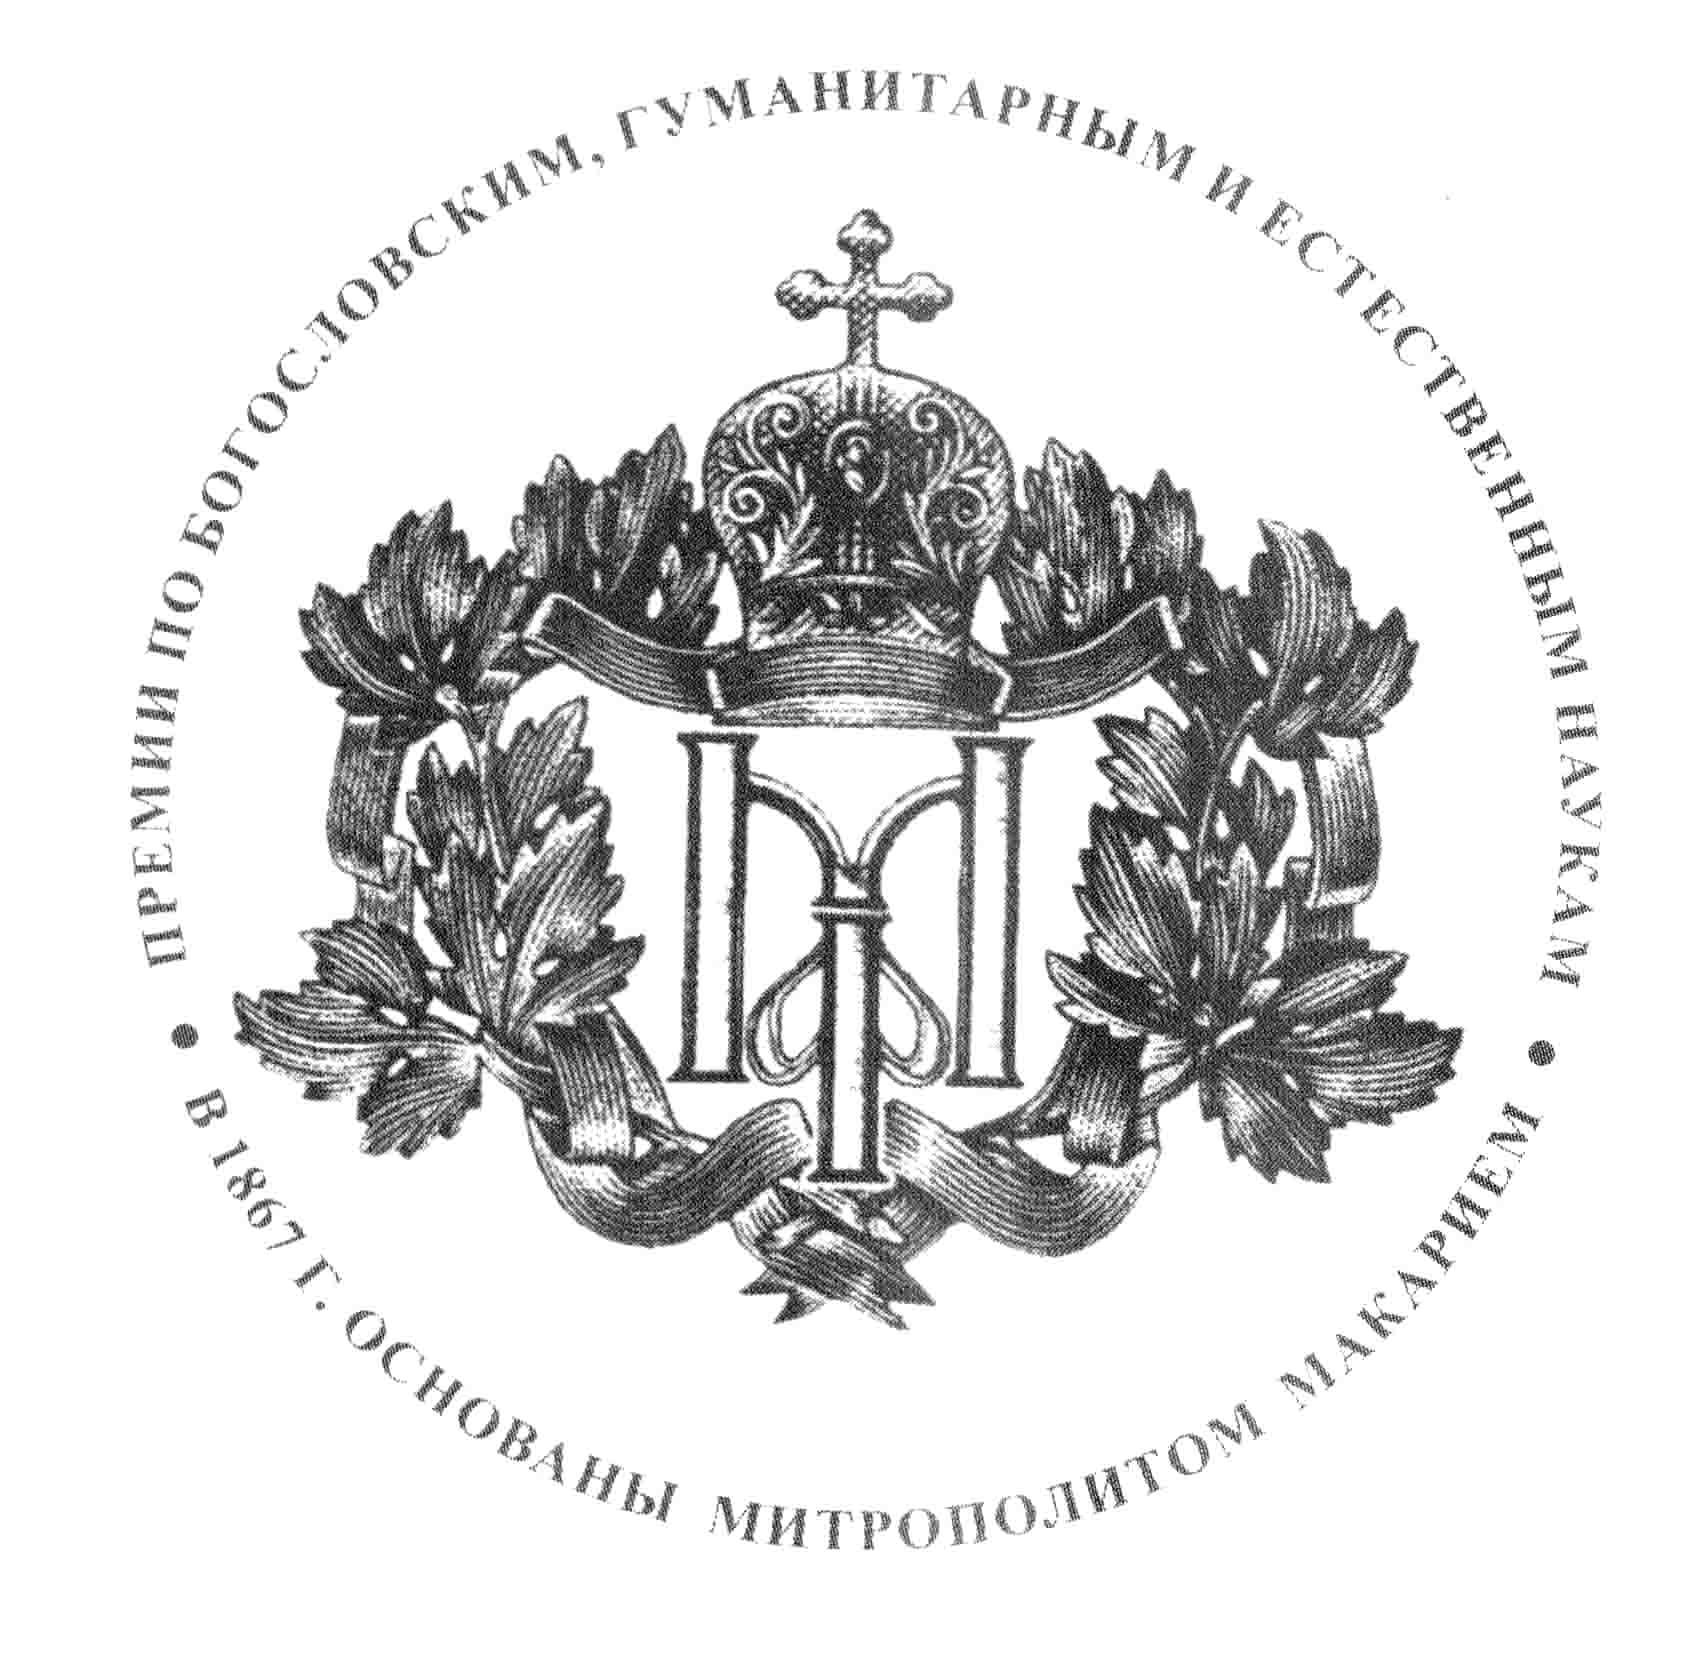 ПРЕМИИ ПО БОГОСЛОВСКИМ, ГУМАНИТАРНЫМ И ЕСТЕСТВЕННЫМ НАУКАМ
• В 1867 Г. ОСНОВАНЫ МИТРОПОЛИТОМ МАКАРИЕМ •